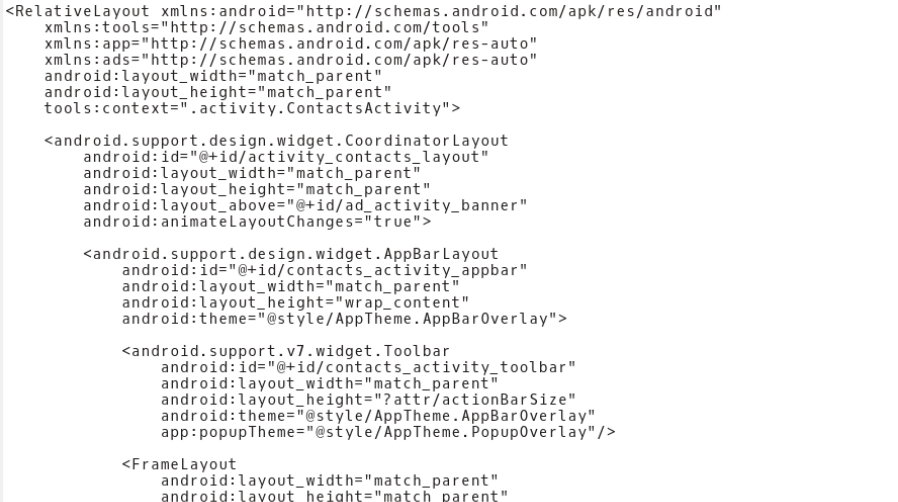 <RelativeLayout xmlns:android="http://schemas.android.com/apk/res/android"
    xmlns:tools="http://schemas.android.com/tools"
    xmlns:app="http://schemas.android.com/apk/res-auto"
    xmlns:ads="http://schemas.android.com/apk/res-auto"
    android:layout_width="match_parent"
    android:layout_height="match_parent"
    tools:context=".activity.ContactsActivity">

    <android.support.design.widget.CoordinatorLayout
        android:id="@+id/activity_contacts_layout"
        android:layout_width="match_parent"
        android:layout_height="match_parent"
        android:layout_above="@+id/ad_activity_banner"
        android:animateLayoutChanges="true">

        <android.support.design.widget.AppBarLayout
            android:id="@+id/contacts_activity_appbar"
            android:layout_width="match_parent"
            android:layout_height="wrap_content"
            android:theme="@style/AppTheme.AppBarOverlay">

            <android.support.v7.widget.Toolbar
                android:id="@+id/contacts_activity_toolbar"
                android:layout_width="match_parent"
                android:layout_height="?attr/actionBarSize"
                android:theme="@style/AppTheme.AppBarOverlay"
                app:popupTheme="@style/AppTheme.PopupOverlay"/>

            <FrameLayout
                android:layout_width="match_parent"
                android:layout_height="match_parent"